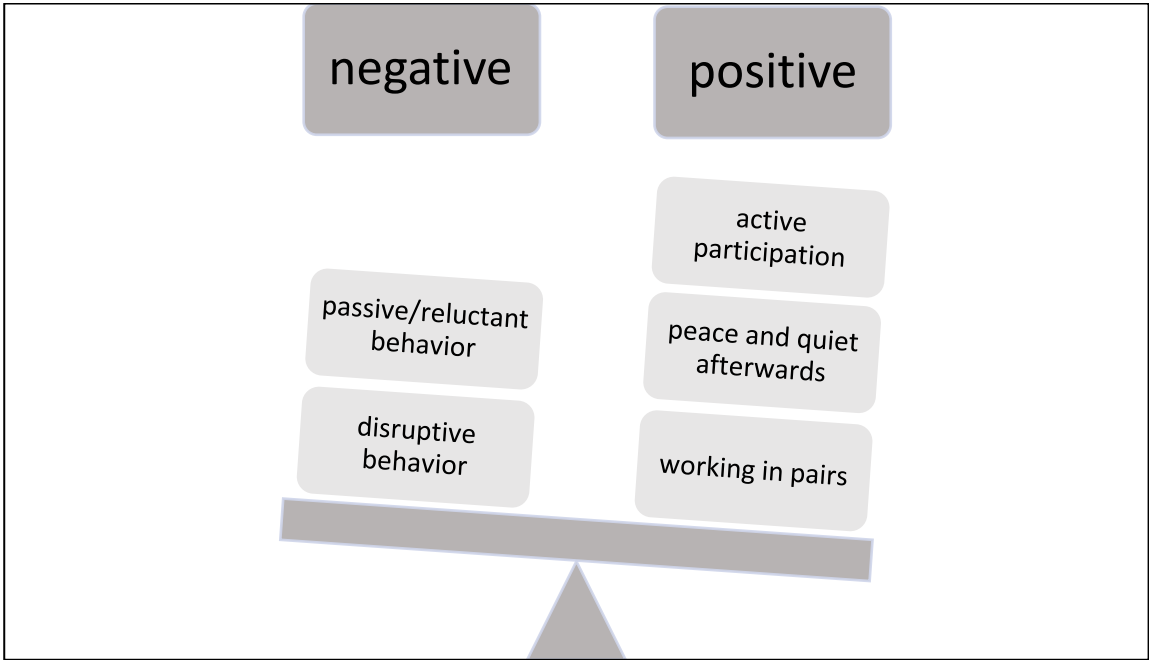 negative
positive
passive/reluctant
behavior
disruptive
behavior
active
participation
peace and quiet
afterwards
working in pairs